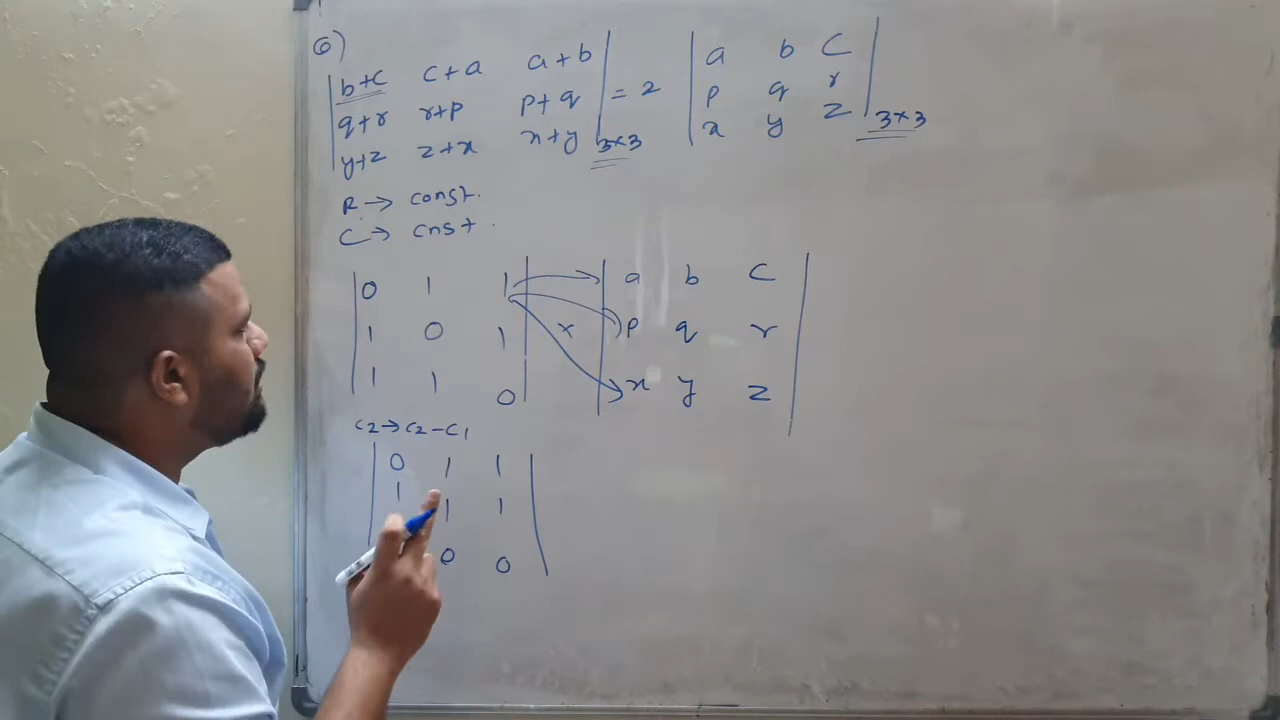 6)
| b+c c+a a+b | = 2 | a b c |
| q+r r+p p+q | | p q r |
| y+z z+x x+y | 3×3 | x y z | 3×3
R → const.
C → cnst.
| 0 1 1 | | a b c |
| 1 0 1 | × | p q r |
| 1 1 0 | | x y z |
C2 → C2 - C1
| 0 1 1 |
| 1 1 1 |
| 0 0 |